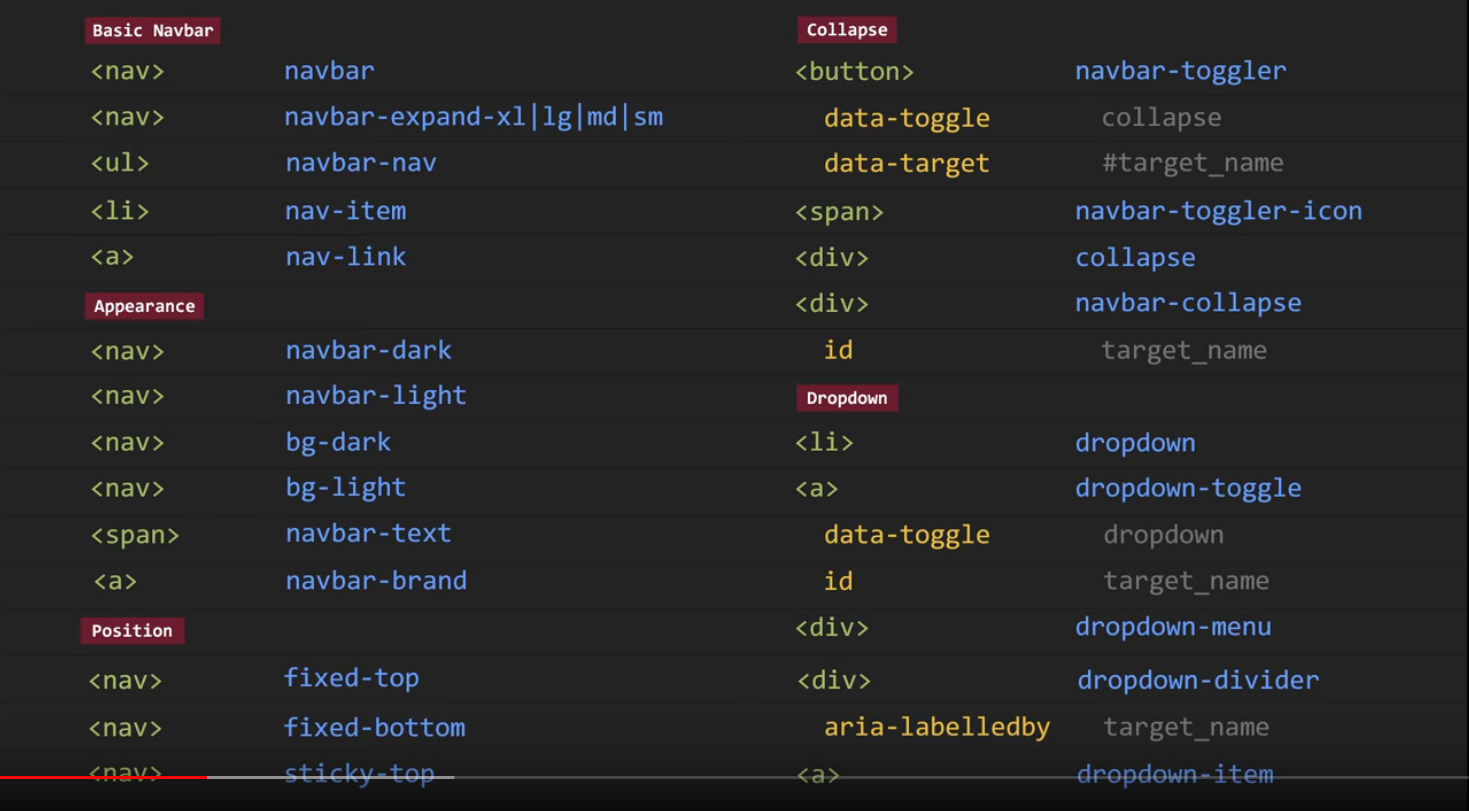 Basic Navbar
<nav> navbar
<nav> navbar-expand-xl|lg|md|sm
<ul> navbar-nav
<li> nav-item
<a> nav-link
Appearance
<nav> navbar-dark
<nav> navbar-light
<nav> bg-dark
<nav> bg-light
<span> navbar-text
<a> navbar-brand
Position
<nav> fixed-top
<nav> fixed-bottom
<nav> sticky-top
Collapse
<button> navbar-toggler
data-toggle collapse
data-target #target_name
<span> navbar-toggler-icon
<div> collapse
<div> navbar-collapse
id target_name
Dropdown
<li> dropdown
<a> dropdown-toggle
data-toggle dropdown
id target_name
<div> dropdown-menu
<div> dropdown-divider
aria-labelledby target_name
<a> dropdown-item